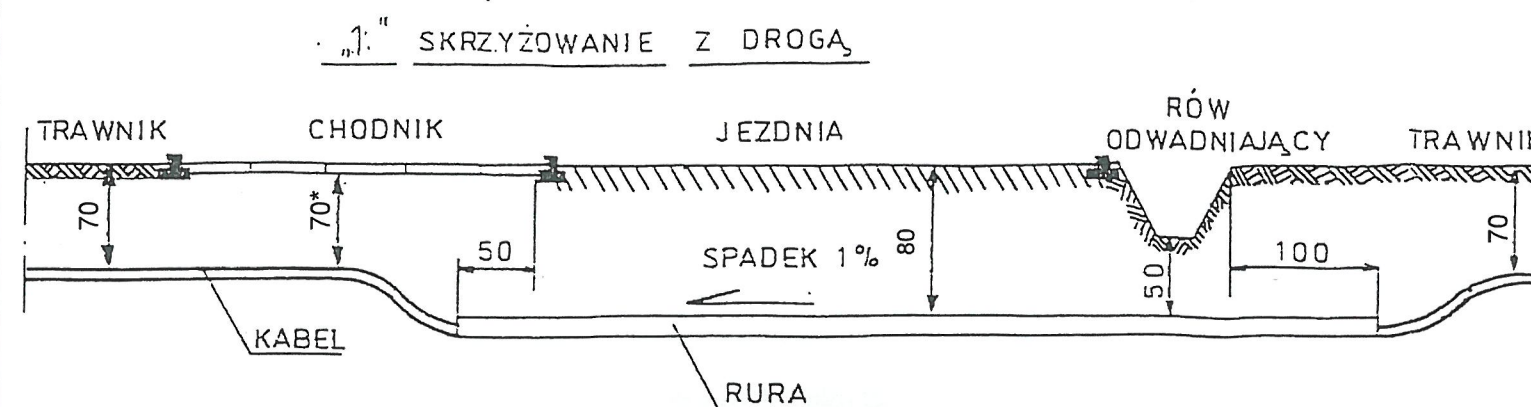 „1." SKRZYŻOWANIE Z DROGĄ
TRAWNIK CHODNIK JEZDNIA RÓW ODWADNIAJĄCY TRAWNIK
70 70* 50 SPADEK 1% 80 50 100 70
KABEL
RURA